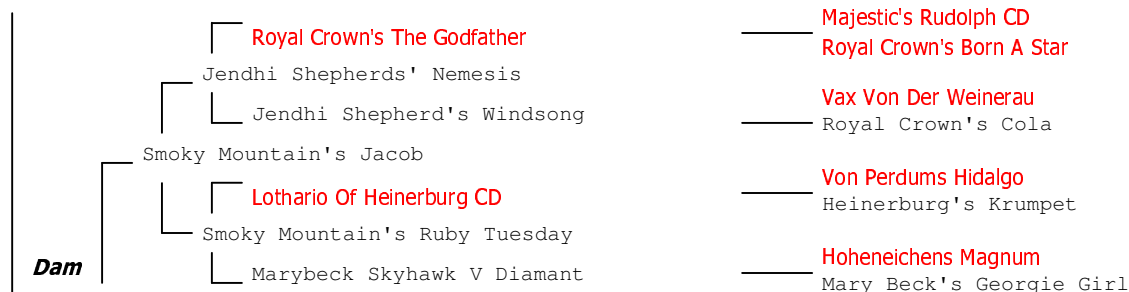 Majestic's Rudolph CD
Royal Crown's The Godfather
Royal Crown's Born A Star
Jendhi Shepherds' Nemesis
Vax Von Der Weinerau
Jendhi Shepherd's Windsong
Royal Crown's Cola
Smoky Mountain's Jacob
Von Perdums Hidalgo
Lothario Of Heinerburg CD
Heinerburg's Krumpet
Smoky Mountain's Ruby Tuesday
Hoheneichens Magnum
Dam
Marybeck Skyhawk V Diamant
Mary Beck's Georgie Girl